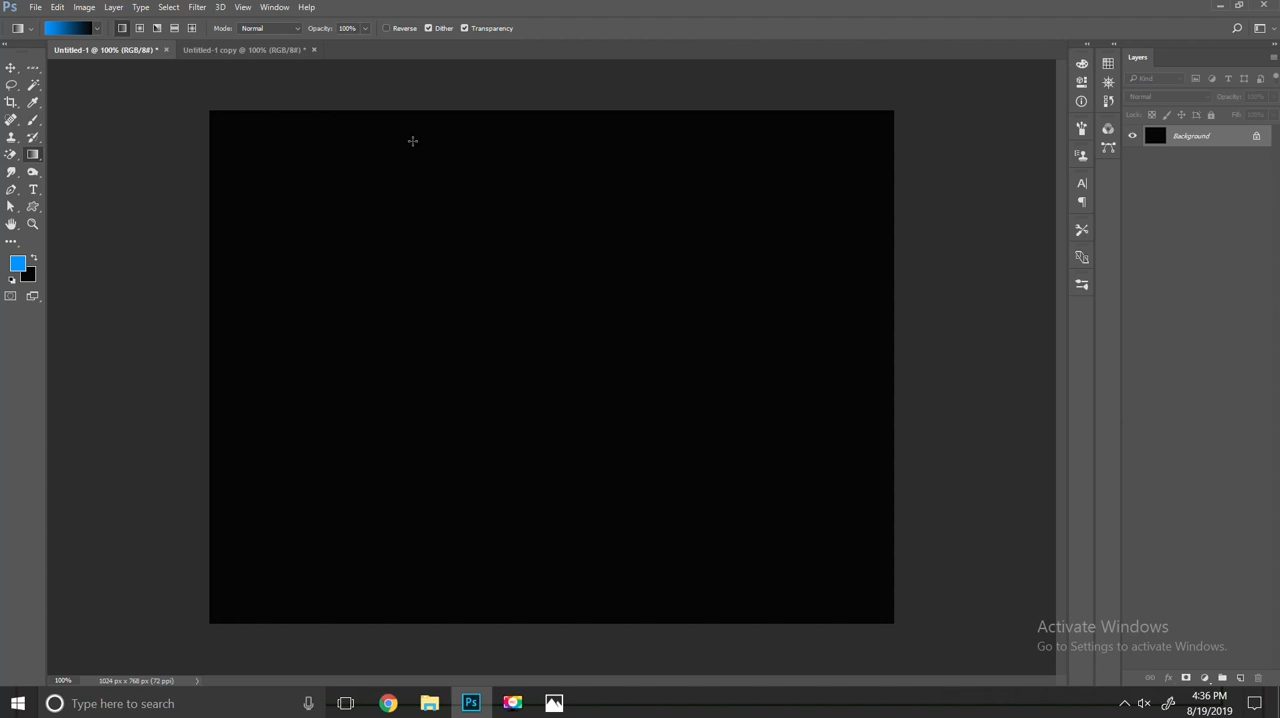 Ps File Edit Image Layer Type Select Filter 3D View Window Help
Mode: Normal Opacity: 100% Reverse Dither Transparency
Untitled-1 @ 100% (RGB/8#) * × Untitled-1 copy @ 100% (RGB/8#) * ×
Layers
Kind
Normal Opacity: 100%
Lock: Fill: 100%
Background
Activate Windows
Go to Settings to activate Windows.
100% 1024 px x 768 px (72 ppi)
Type here to search
Ps
4:36 PM
8/19/2019